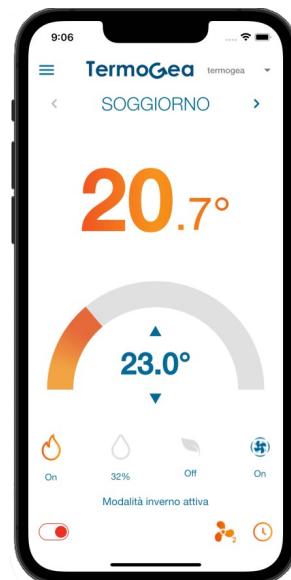 9:06
TermoGea termogea
SOGGIORNO
20.7°
23.0°
On 32% Off On
Modalità inverno attiva
2